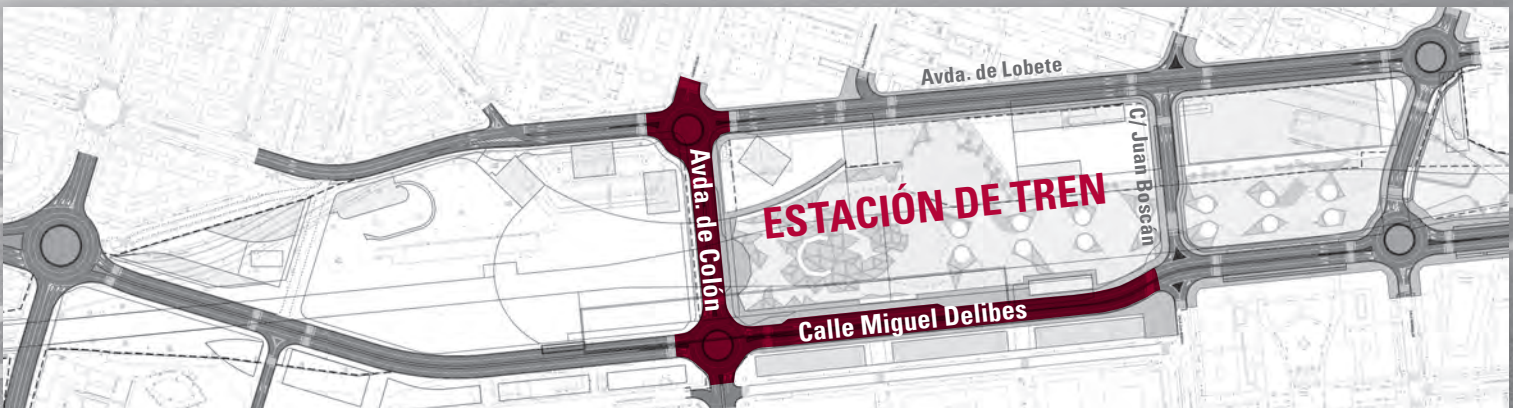 Avda. de Lobete
Avda. de Colón
ESTACIÓN DE TREN
C/ Juan Boscán
Calle Miguel Delibes